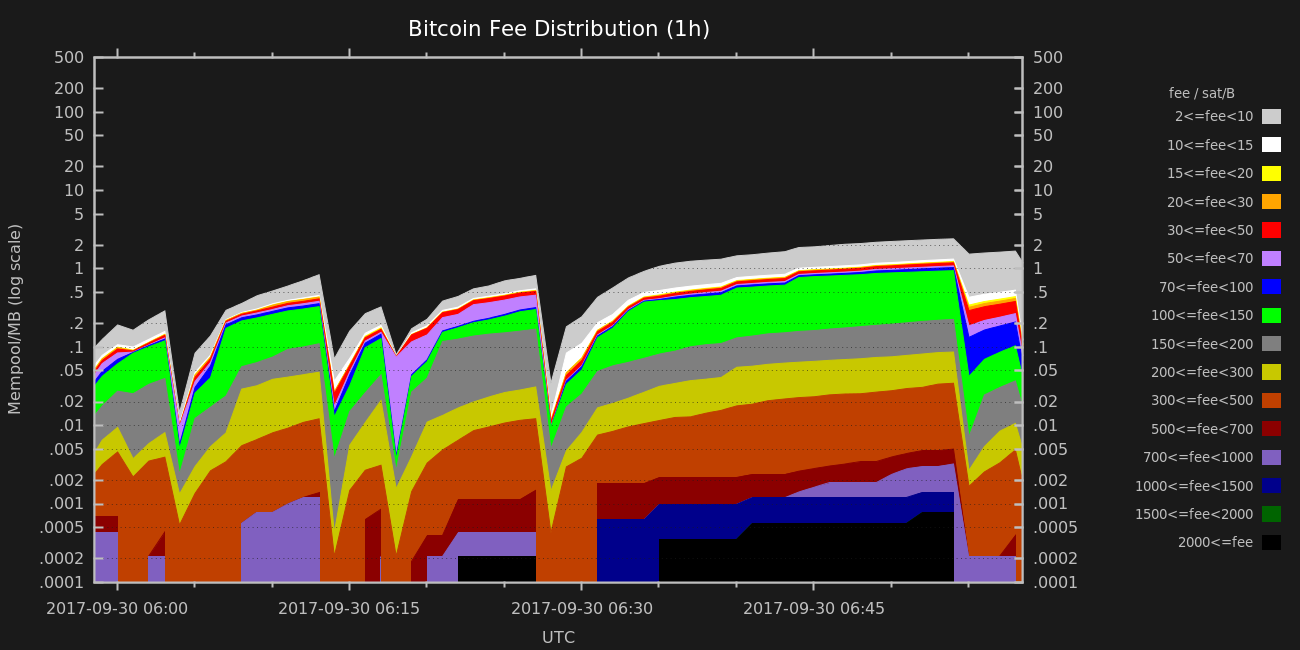 Bitcoin Fee Distribution (1h)
Mempool/MB (log scale)
500
200
100
50
20
10
5
2
1
.5
.2
.1
.05
.02
.01
.005
.002
.001
.0005
.0002
.0001
500
200
100
50
20
10
5
2
1
.5
.2
.1
.05
.02
.01
.005
.002
.001
.0005
.0002
.0001
2017-09-30 06:00
2017-09-30 06:15
2017-09-30 06:30
2017-09-30 06:45
UTC
fee / sat/B
2<=fee<10
10<=fee<15
15<=fee<20
20<=fee<30
30<=fee<50
50<=fee<70
70<=fee<100
100<=fee<150
150<=fee<200
200<=fee<300
300<=fee<500
500<=fee<700
700<=fee<1000
1000<=fee<1500
1500<=fee<2000
2000<=fee